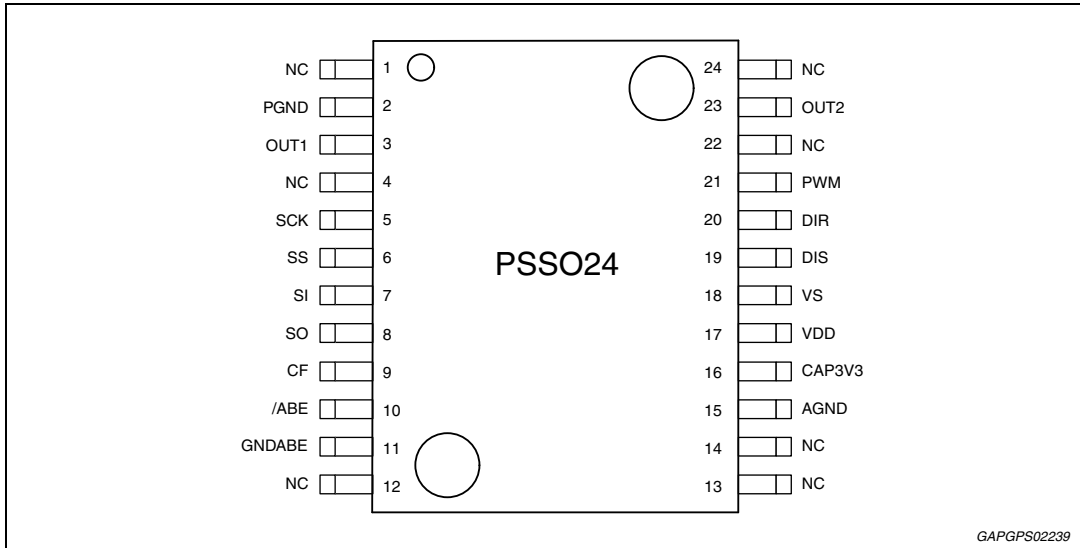 NC 1 24 NC
PGND 2 23 OUT2
OUT1 3 22 NC
NC 4 21 PWM
SCK 5 20 DIR
SS 6 19 DIS
PSSO24
SI 7 18 VS
SO 8 17 VDD
CF 9 16 CAP3V3
/ABE 10 15 AGND
GNDABE 11 14 NC
NC 12 13 NC
GAPGPS02239